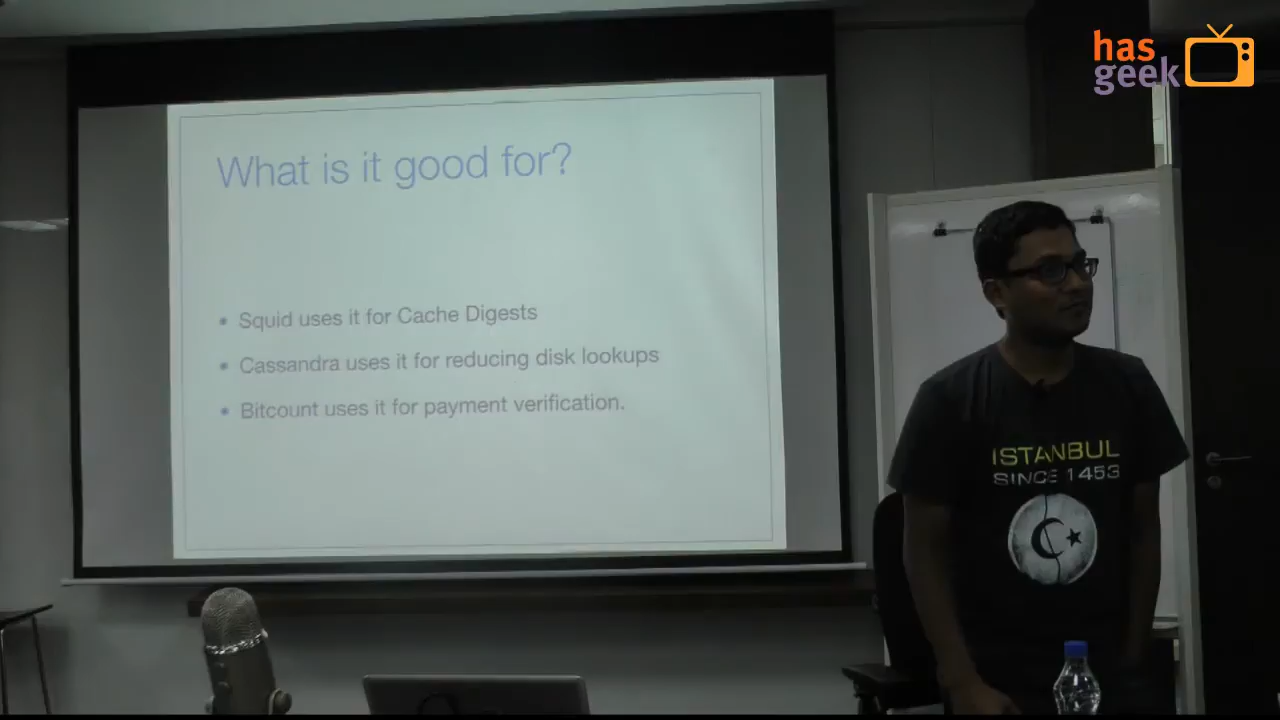 has
geek
What is it good for?
Squid uses it for Cache Digests
Cassandra uses it for reducing disk lookups
Bitcount uses it for payment verification.
ISTANBUL
SINCE 1453